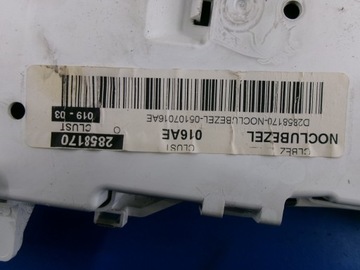 CLBEZ CLUST 2858170
NOCLUBEZEL 016AE CLUST O
D2858170-NOCLUBEZEL-05107016AE 019-03